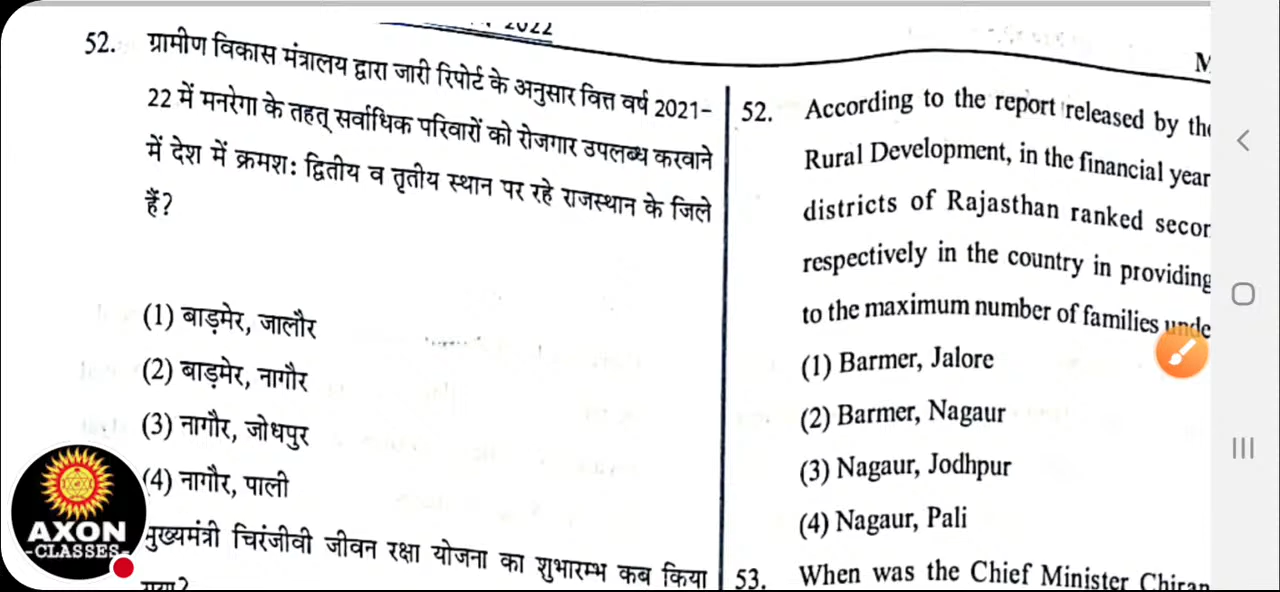 2022
52. ग्रामीण विकास मंत्रालय द्वारा जारी रिपोर्ट के अनुसार वित्त वर्ष 2021-
22 में मनरेगा के तहत् सर्वाधिक परिवारों को रोजगार उपलब्ध करवाने
में देश में क्रमश: द्वितीय व तृतीय स्थान पर रहे राजस्थान के जिले
हैं?
(1) बाड़मेर, जालौर
(2) बाड़मेर, नागौर
(3) नागौर, जोधपुर
(4) नागौर, पाली
मुख्यमंत्री चिरंजीवी जीवन रक्षा योजना का शुभारम्भ कब किया
AXON
-CLASSES-
M
52. According to the report released by the
Rural Development, in the financial year
districts of Rajasthan ranked secon
respectively in the country in providing
to the maximum number of families unde
(1) Barmer, Jalore
(2) Barmer, Nagaur
(3) Nagaur, Jodhpur
(4) Nagaur, Pali
53. When was the Chief Minister Chiran